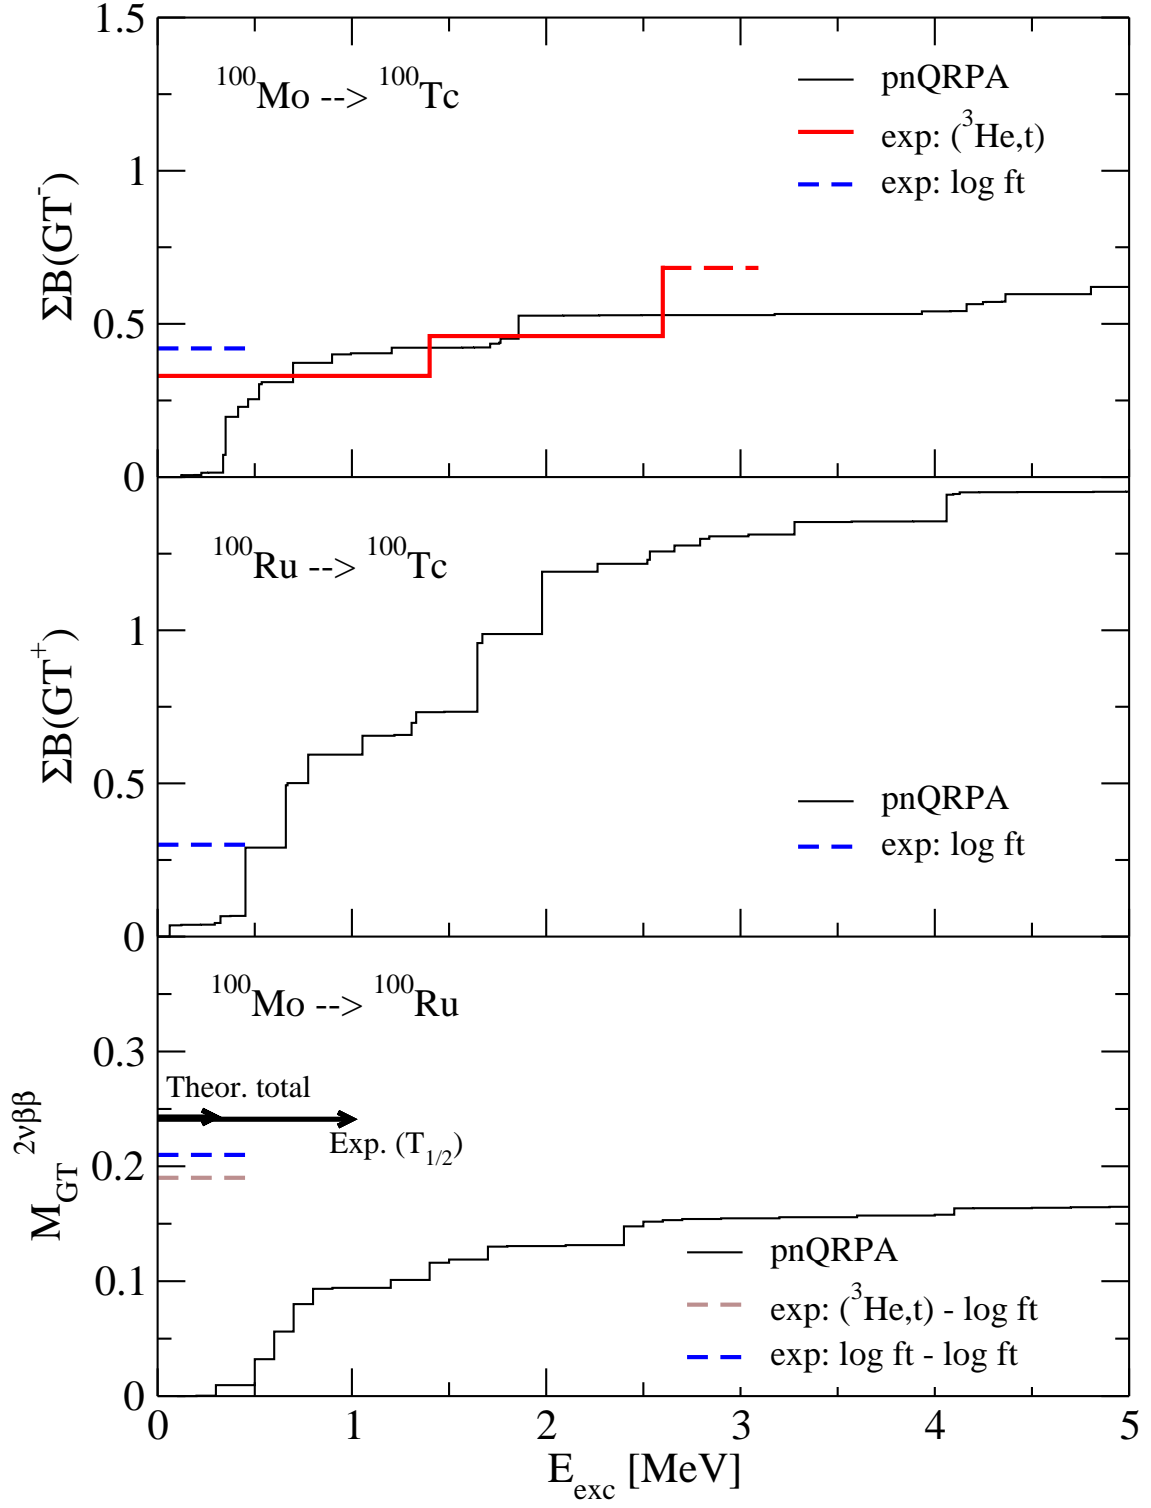 1.5
100Mo --> 100Tc
pnQRPA
exp: (3He,t)
exp: log ft
1
ΣB(GT-)
0.5
0
100Ru --> 100Tc
1
ΣB(GT+)
0.5
pnQRPA
exp: log ft
0
100Mo --> 100Ru
0.3
Theor. total
Exp. (T1/2)
0.2
MGT2νββ
pnQRPA
0.1
exp: (3He,t) - log ft
exp: log ft - log ft
0
0 1 2 3 4 5
Eexc [MeV]